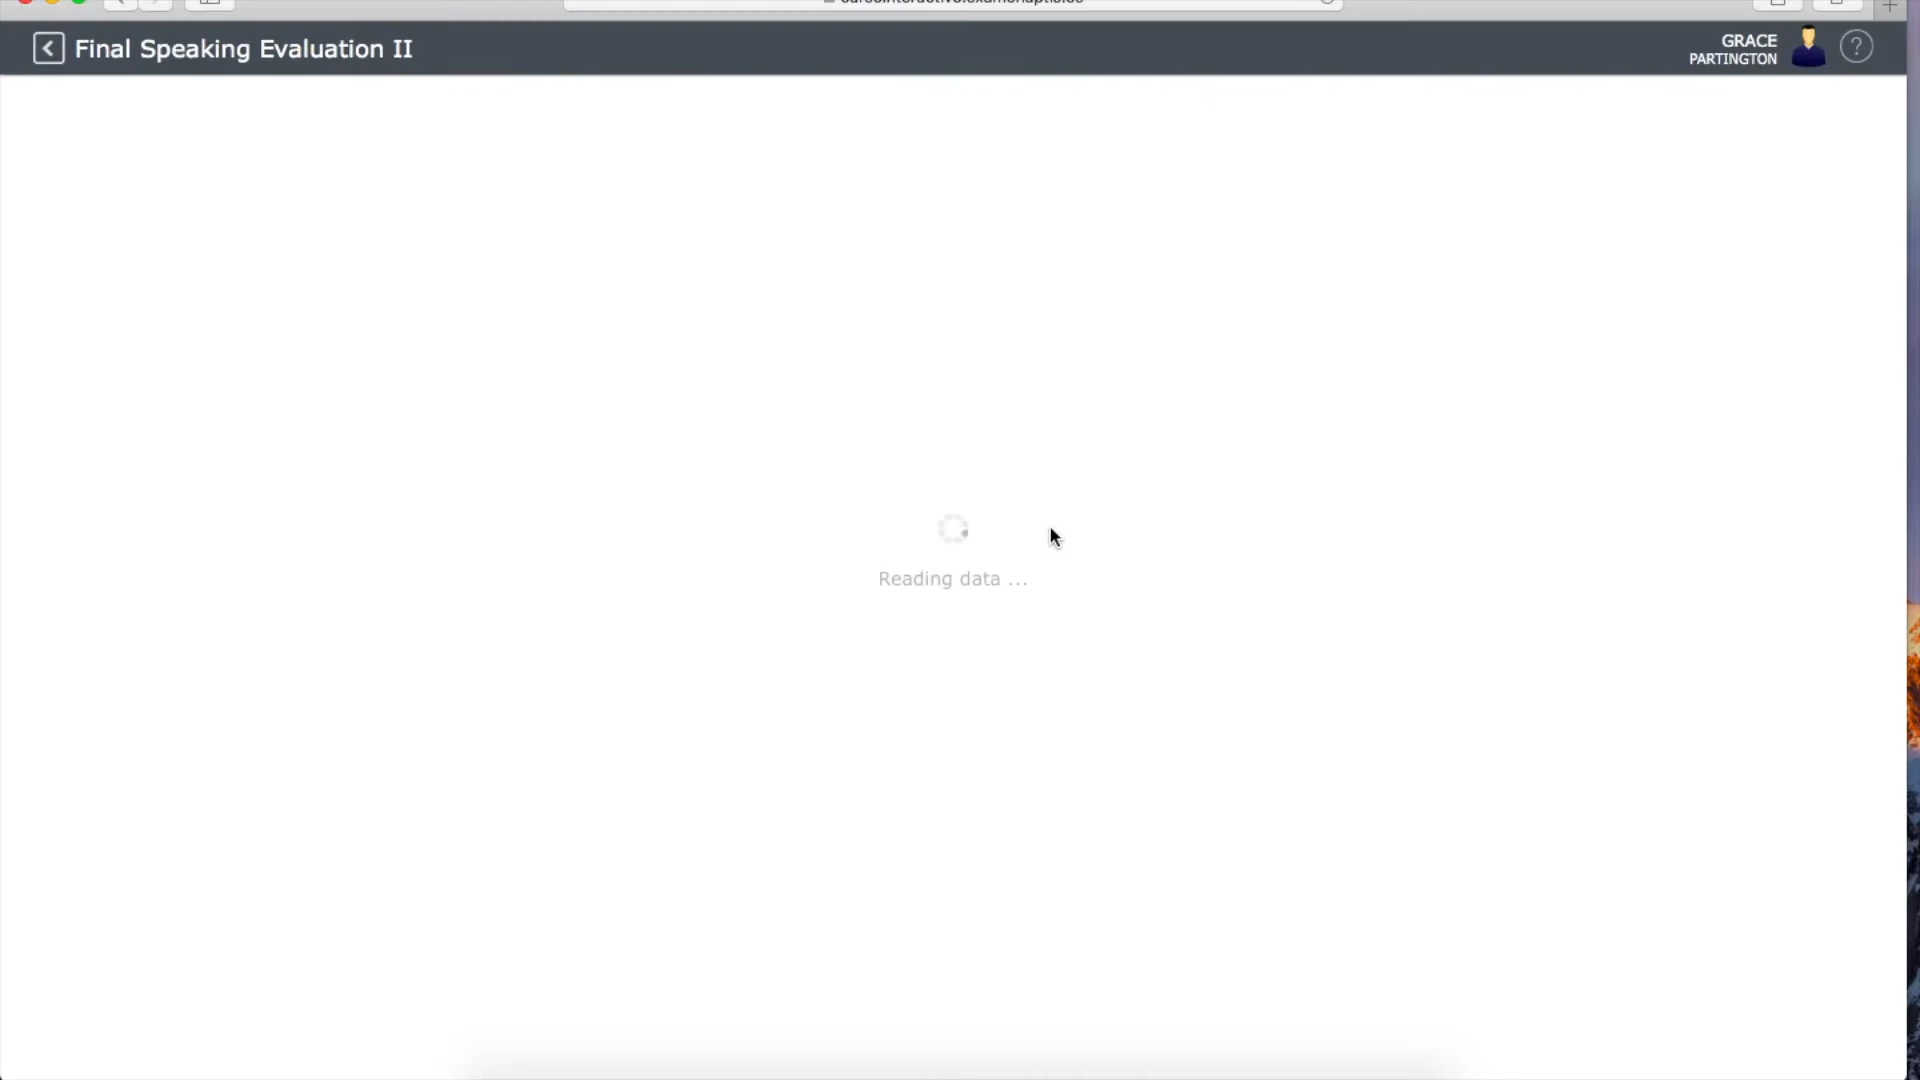 Final Speaking Evaluation II
GRACE
PARTINGTON
?
Reading data ...